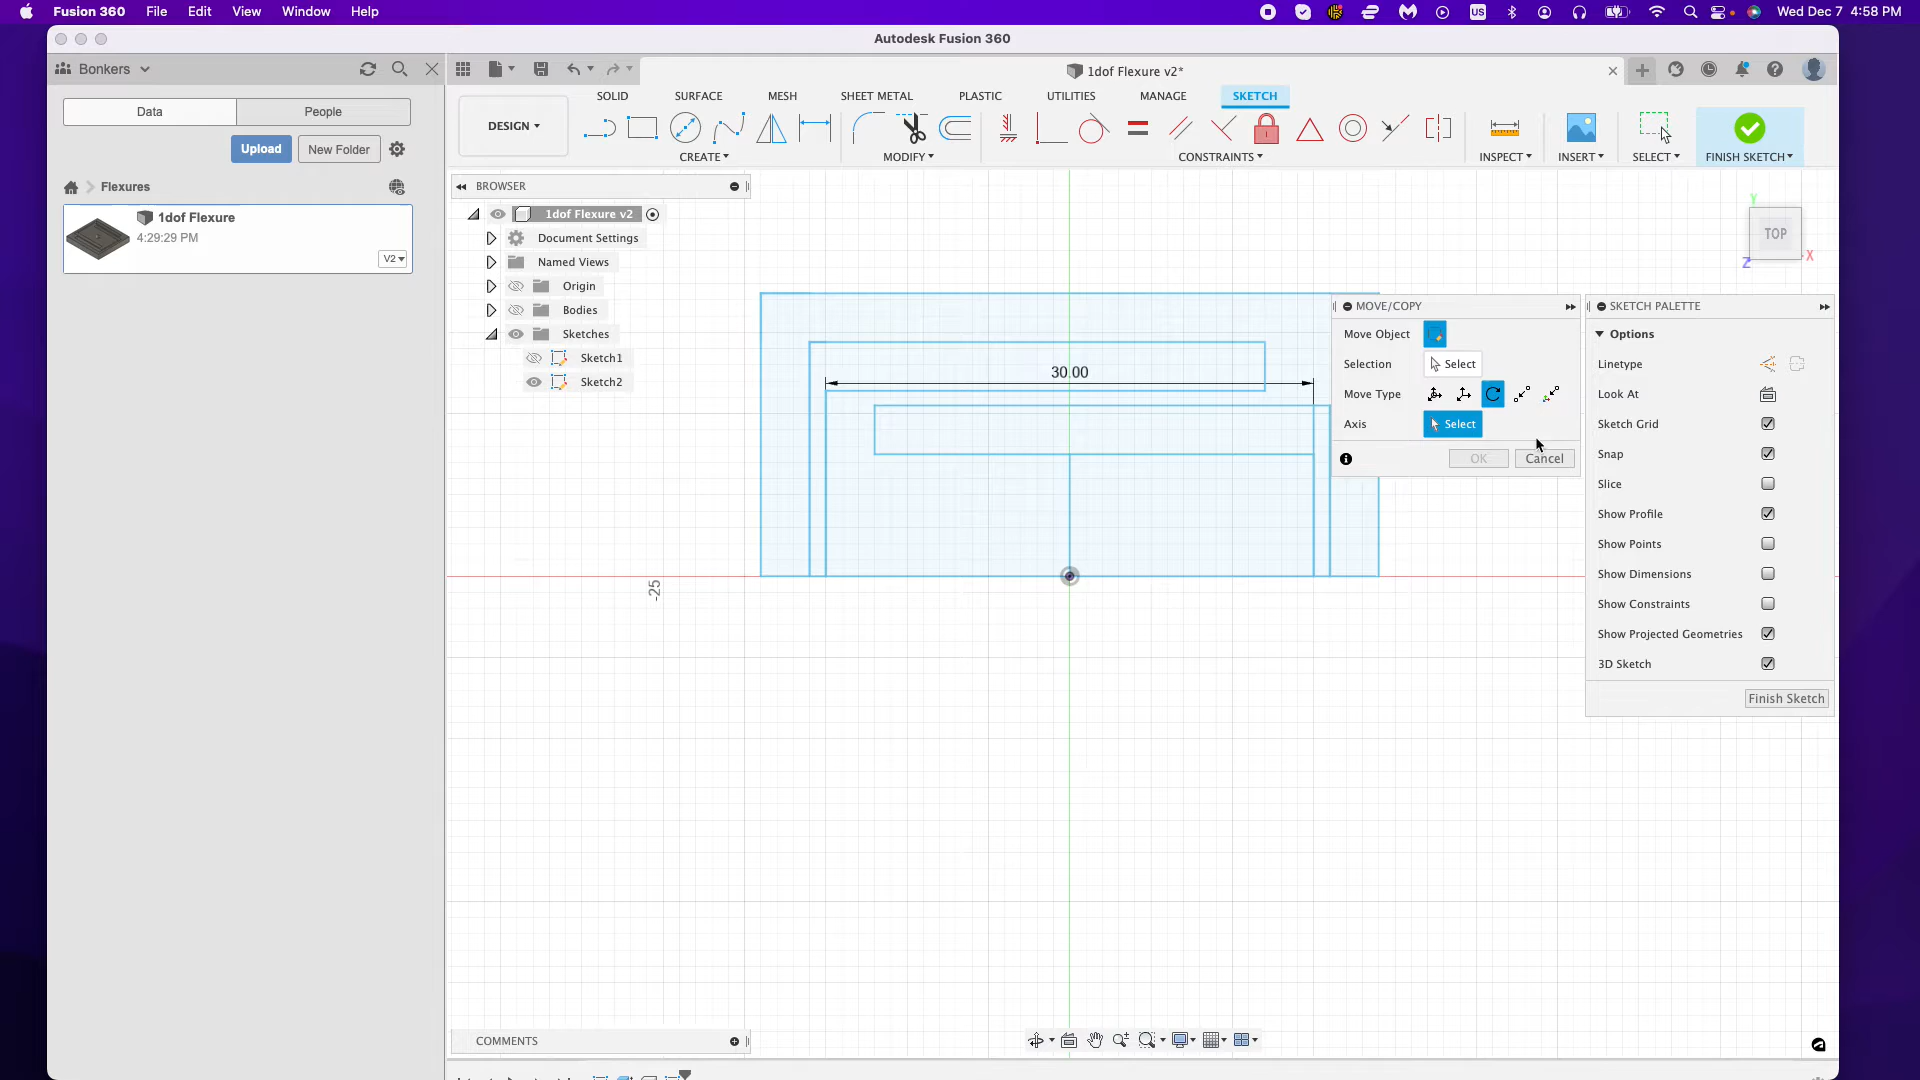 Fusion 360 File Edit View Window Help
US
Wed Dec 7 4:58 PM
Autodesk Fusion 360
Bonkers
1dof Flexure v2*
Data People
Upload New Folder
Flexures
1dof Flexure
4:29:29 PM
V2
DESIGN
SOLID SURFACE MESH SHEET METAL PLASTIC UTILITIES MANAGE SKETCH
CREATE MODIFY CONSTRAINTS INSPECT INSERT SELECT FINISH SKETCH
BROWSER
1dof Flexure v2
Document Settings
Named Views
Origin
Bodies
Sketches
Sketch1
Sketch2
30.00
-25
TOP
X
Y
Z
MOVE/COPY
Move Object
Selection Select
Move Type
Axis Select
OK Cancel
SKETCH PALETTE
Options
Linetype
Look At
Sketch Grid
Snap
Slice
Show Profile
Show Points
Show Dimensions
Show Constraints
Show Projected Geometries
3D Sketch
Finish Sketch
COMMENTS